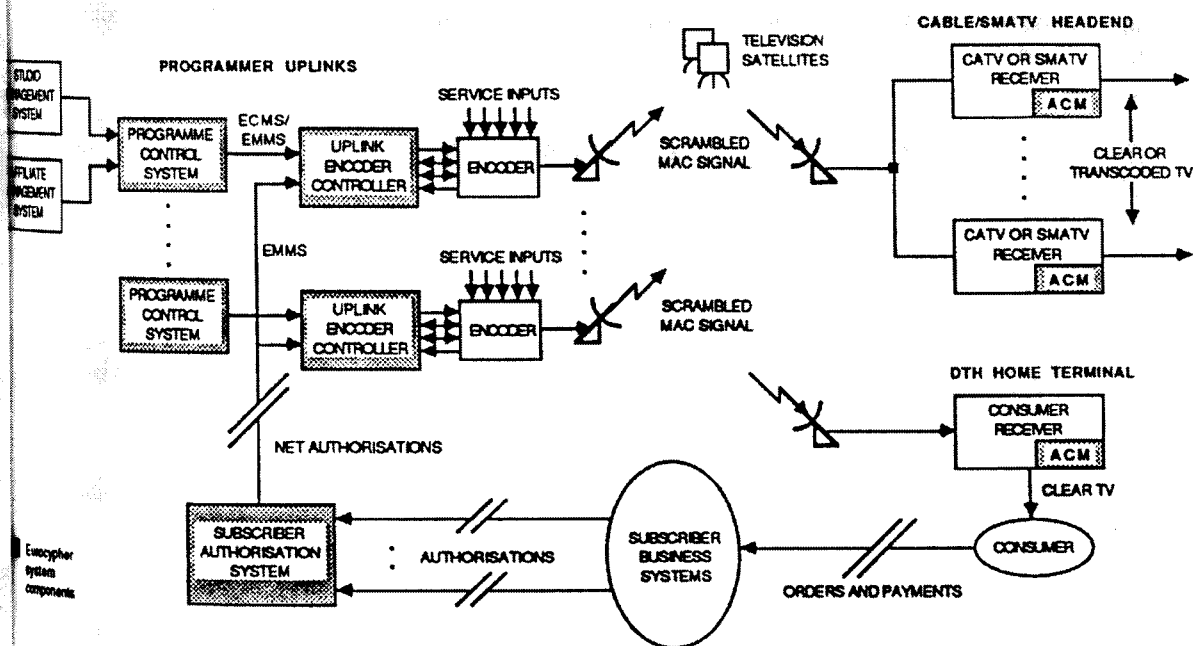 CABLE/SMATV HEADEND
PROGRAMMER UPLINKS
TELEVISION
SATELLITES
CATV OR SMATV
RECEIVER
ACM
STUDIO
SYSTEM
SERVICE INPUTS
ECMS/
EMMS
PROGRAMME
CONTROL
SYSTEM
UPLINK
ENCODER
CONTROLLER
ENCODER
SCRAMBLED
MAC SIGNAL
CLEAR OR
TRANSCODED TV
SYSTEM
EMMS
SERVICE INPUTS
CATV OR SMATV
RECEIVER
ACM
PROGRAMME
CONTROL
SYSTEM
UPLINK
ENCODER
CONTROLLER
ENCODER
SCRAMBLED
MAC SIGNAL
DTH HOME TERMINAL
CONSUMER
RECEIVER
ACM
NET AUTHORISATIONS
CLEAR TV
SUBSCRIBER
AUTHORISATION
SYSTEM
AUTHORISATIONS
SUBSCRIBER
BUSINESS
SYSTEMS
CONSUMER
ORDERS AND PAYMENTS
Eurocypher
system
components